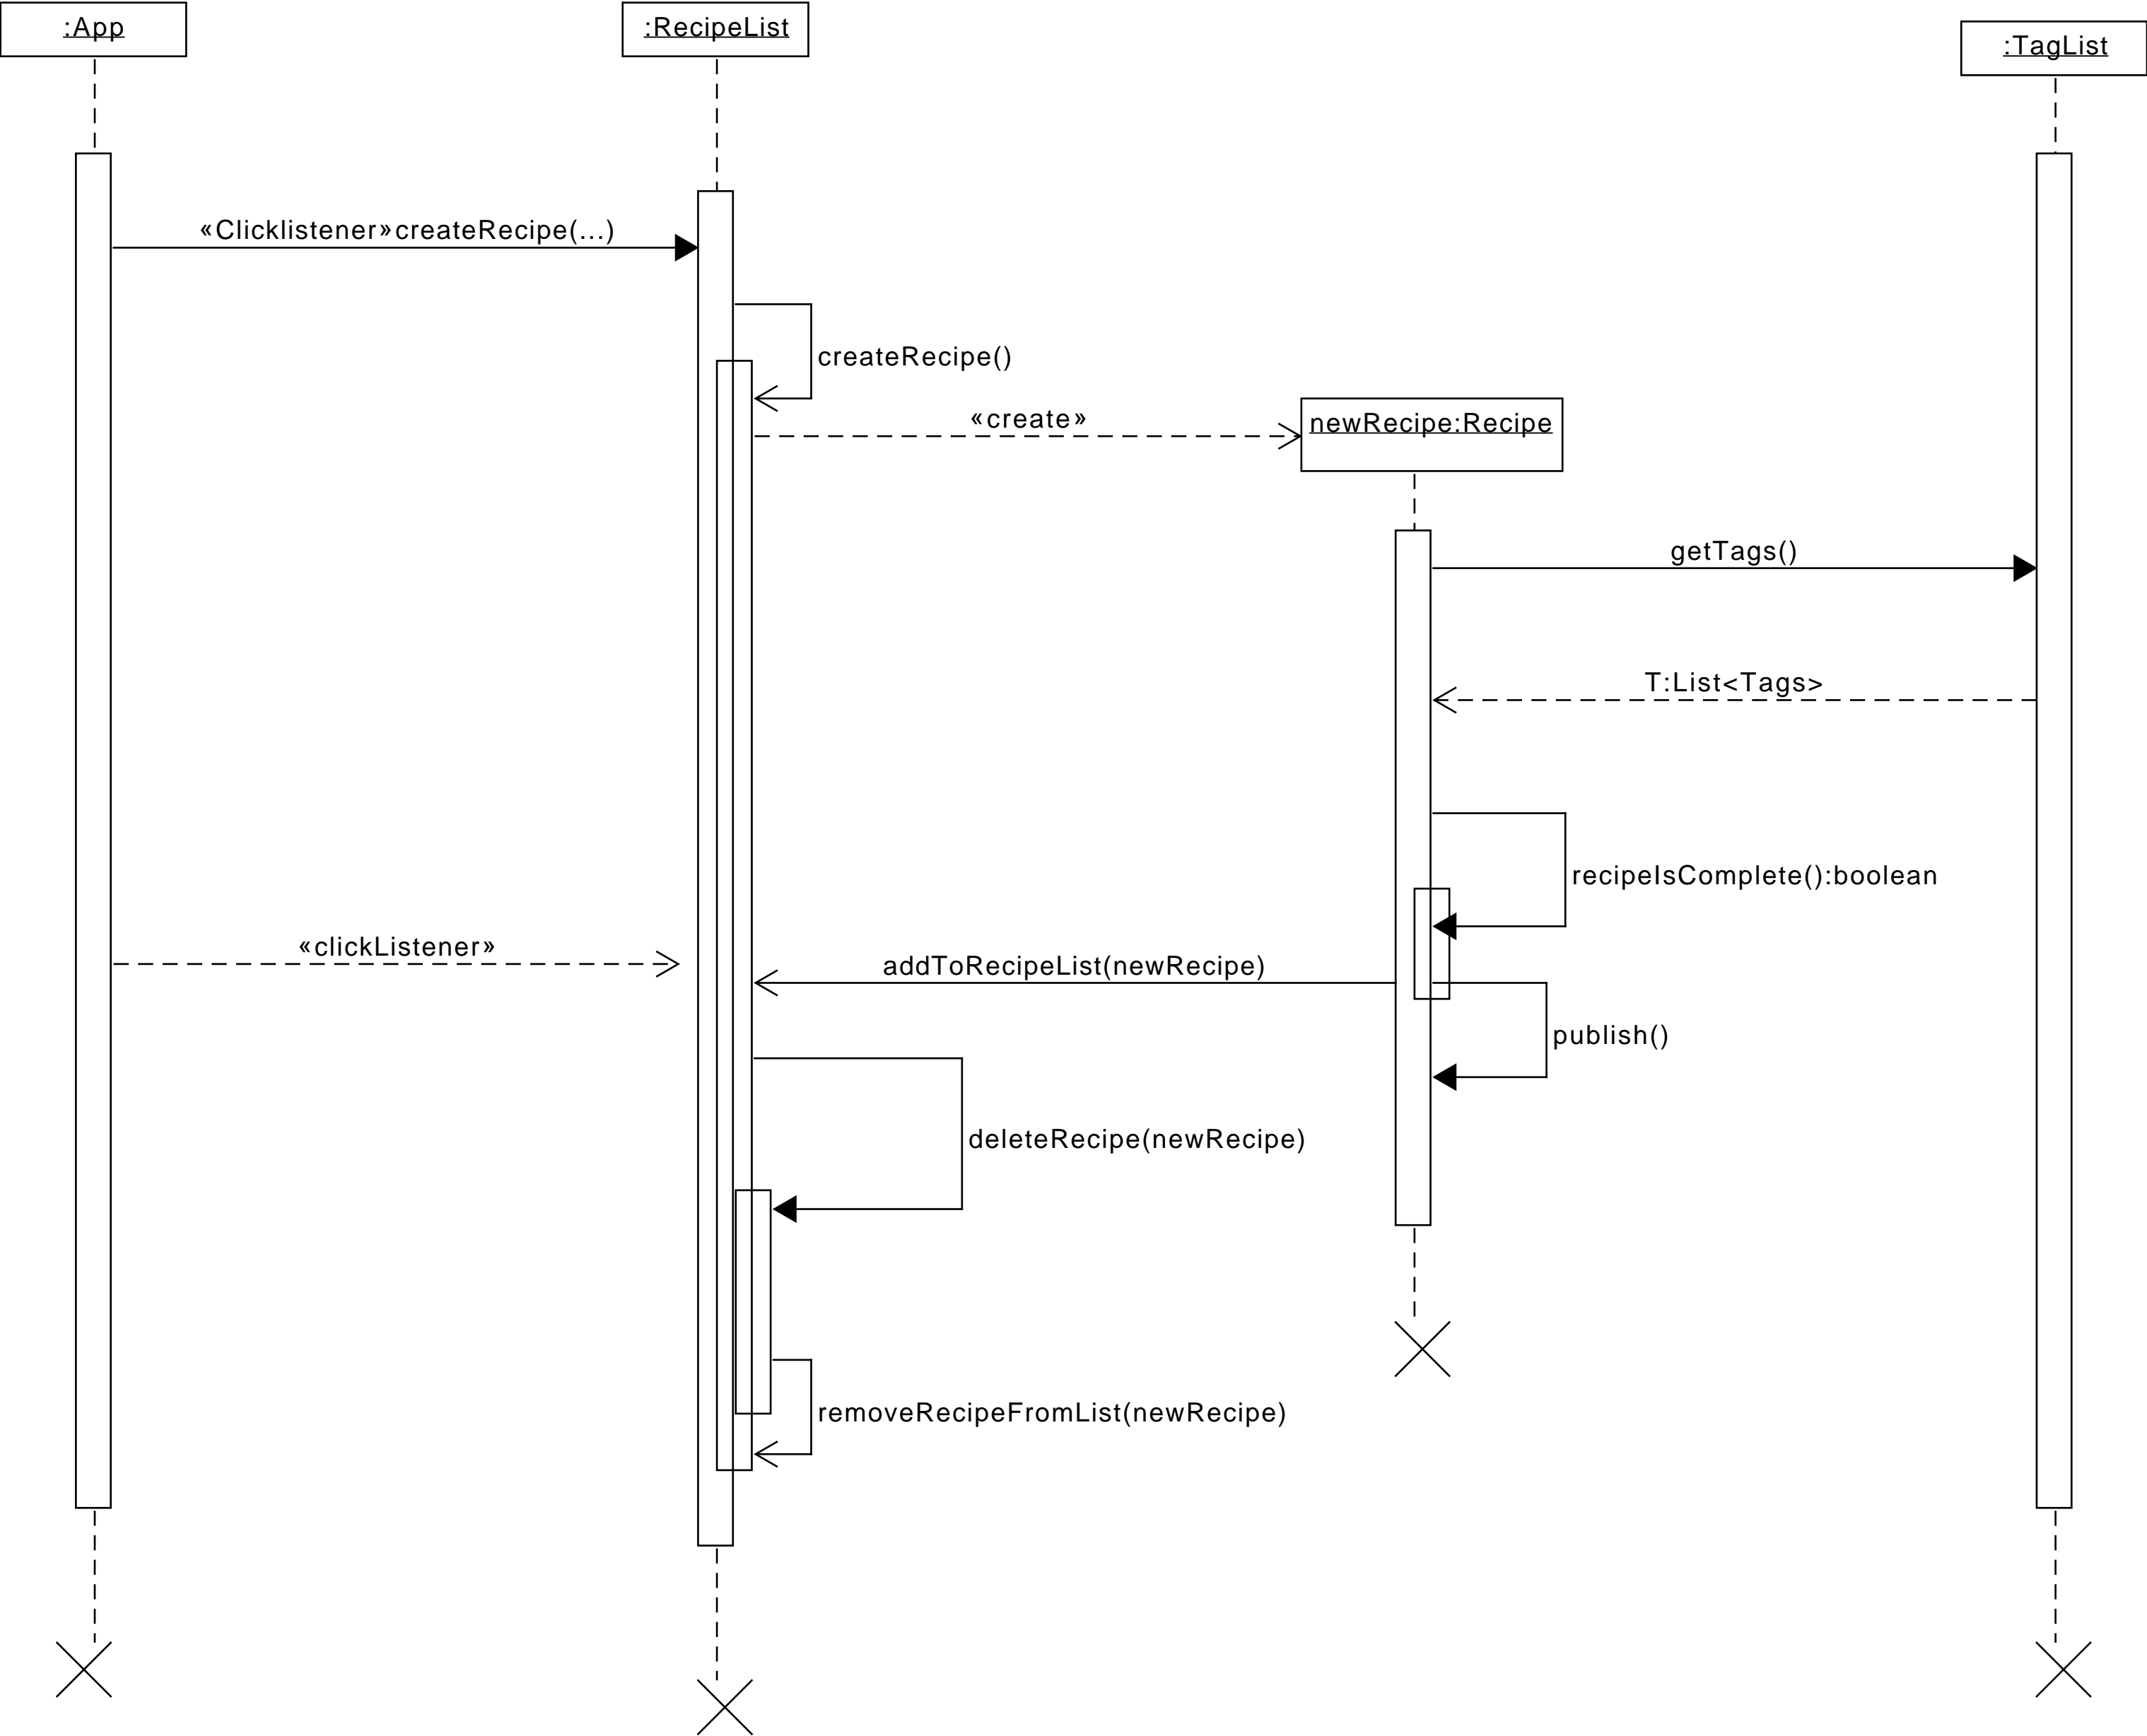 :App
:RecipeList
:TagList
«Clicklistener»createRecipe(...)
createRecipe()
«create»
newRecipe:Recipe
getTags()
T:List<Tags>
recipeIsComplete():boolean
«clickListener»
addToRecipeList(newRecipe)
publish()
deleteRecipe(newRecipe)
removeRecipeFromList(newRecipe)